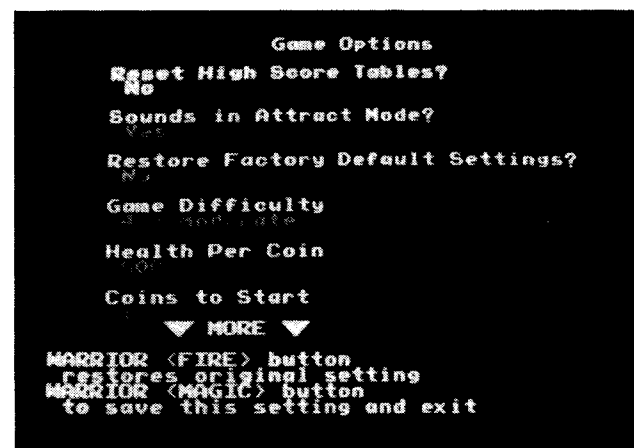 Game Options
Reset High Score Tables?
No
Sounds in Attract Mode?
Yes
Restore Factory Default Settings?
No
Game Difficulty
Health Per Coin
Coins to Start
MORE
WARRIOR <FIRE> button
restores original setting
WARRIOR <MAGIC> button
to save this setting and exit